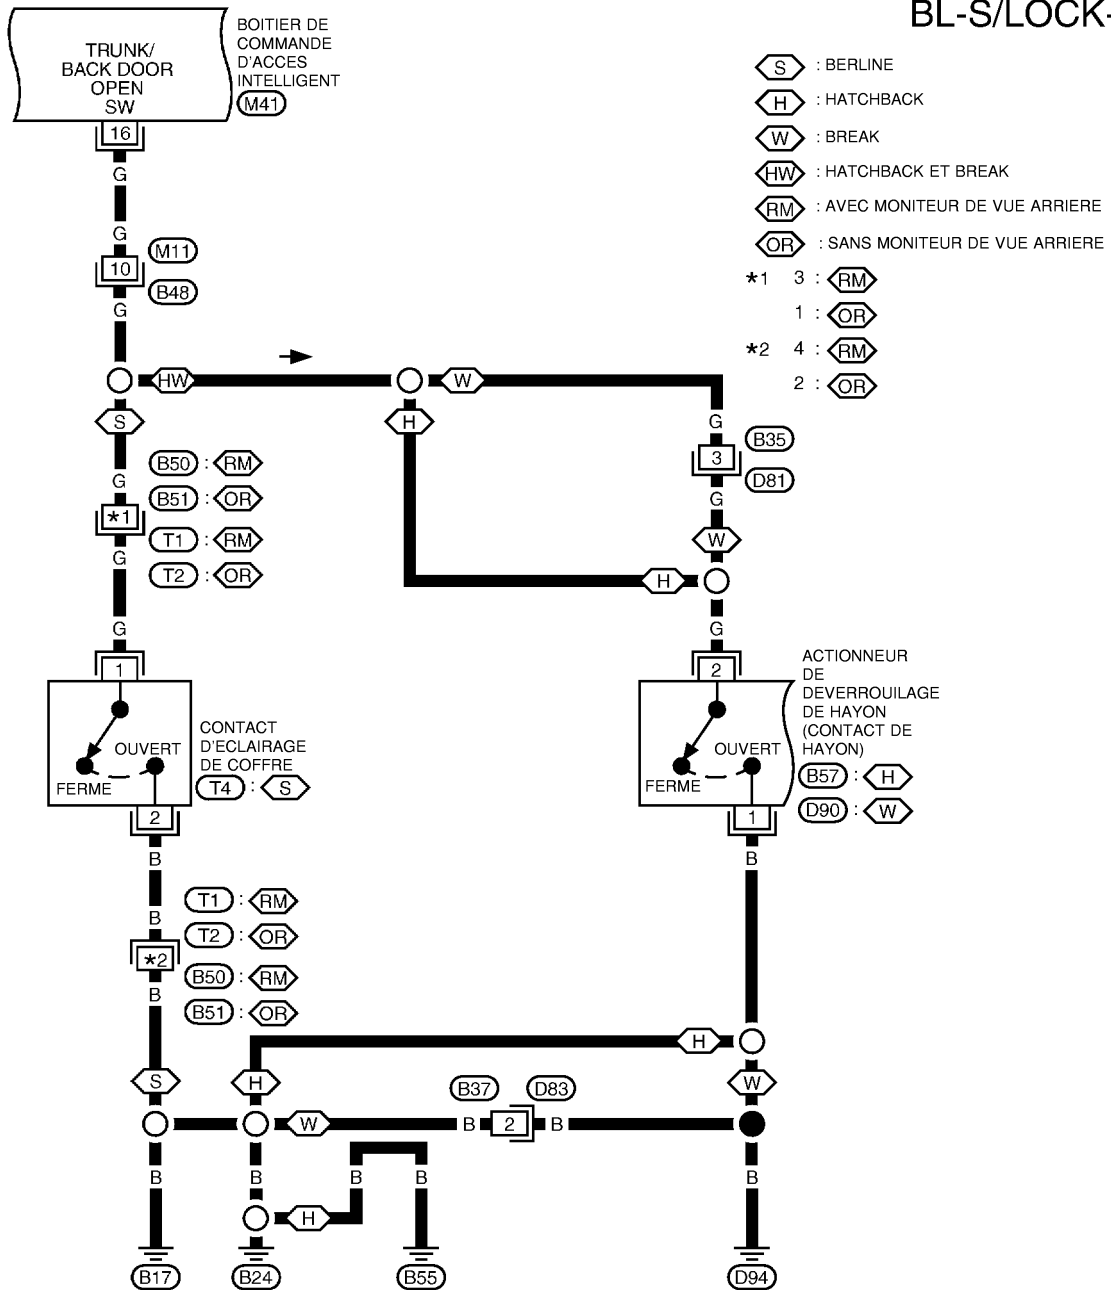 BL-S/LOCK-
TRUNK/
BACK DOOR
OPEN
SW
BOITIER DE
COMMANDE
D'ACCES
INTELLIGENT
M41
16
S : BERLINE
H : HATCHBACK
W : BREAK
HW : HATCHBACK ET BREAK
RM : AVEC MONITEUR DE VUE ARRIERE
OR : SANS MONITEUR DE VUE ARRIERE
*1 3 : RM
1 : OR
*2 4 : RM
2 : OR
G
G
M11
10
B48
G
HW
W
S
H
G
B35
3
D81
G
W
H
G
G
B50 : RM
B51 : OR
*1
T1 : RM
T2 : OR
G
G
1
OUVERT
FERME
CONTACT
D'ECLAIRAGE
DE COFFRE
T4 : S
2
2
OUVERT
FERME
ACTIONNEUR
DE
DEVERROUILAGE
DE HAYON
(CONTACT DE
HAYON)
B57 : H
D90 : W
1
B
B
B
T1 : RM
T2 : OR
*2
B50 : RM
B51 : OR
B
H
S
H
W
B37
D83
W
B
2
B
B
B
B
B
B
H
B17
B24
B55
D94